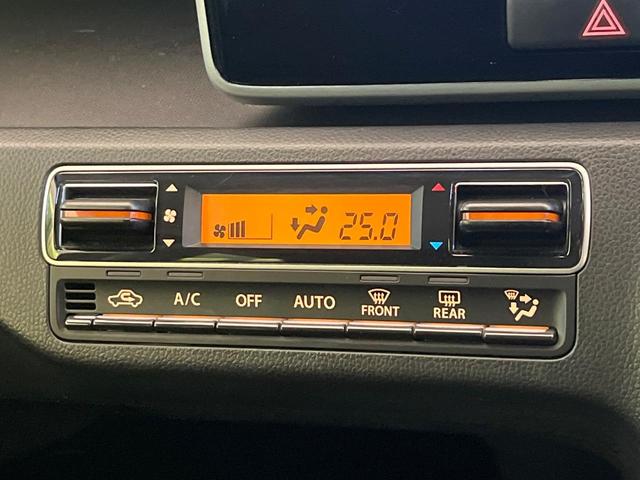 25.0
A/C OFF AUTO FRONT REAR